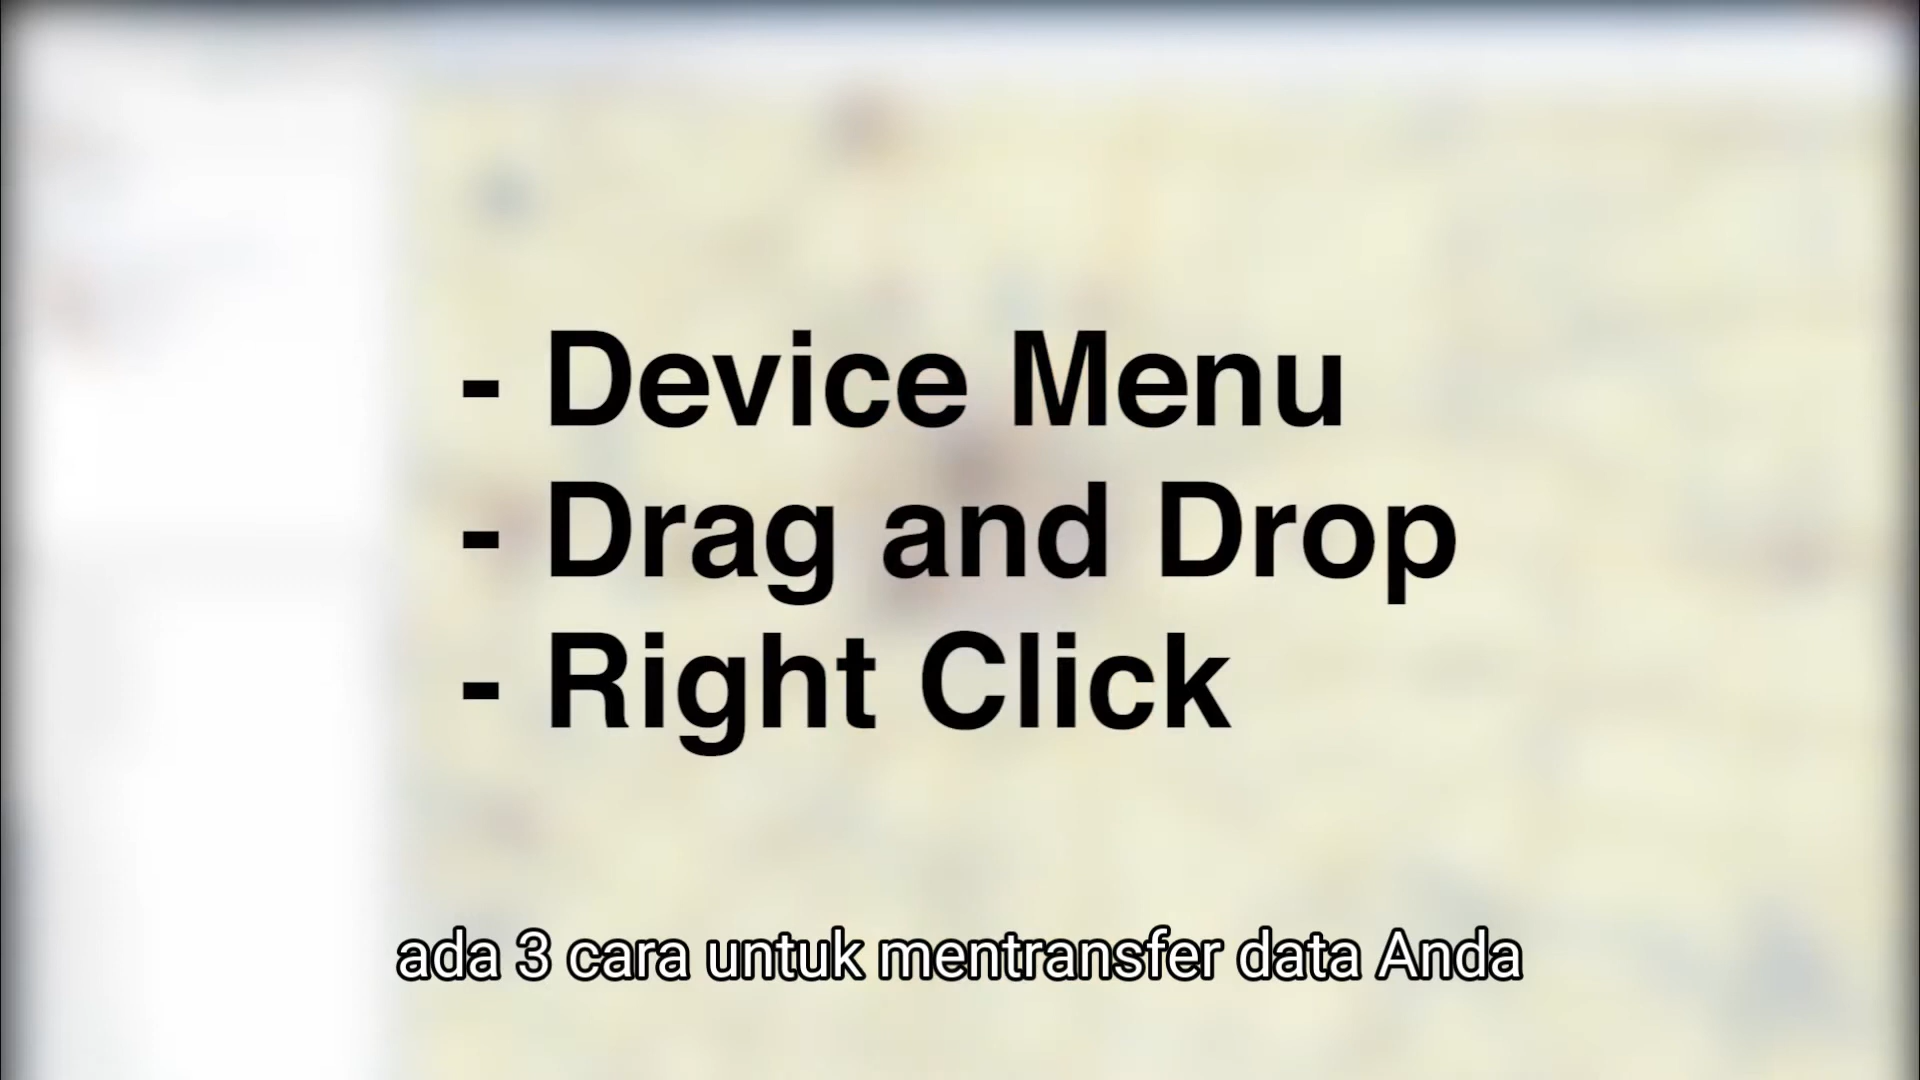 - Device Menu
- Drag and Drop
- Right Click
ada 3 cara untuk mentransfer data Anda